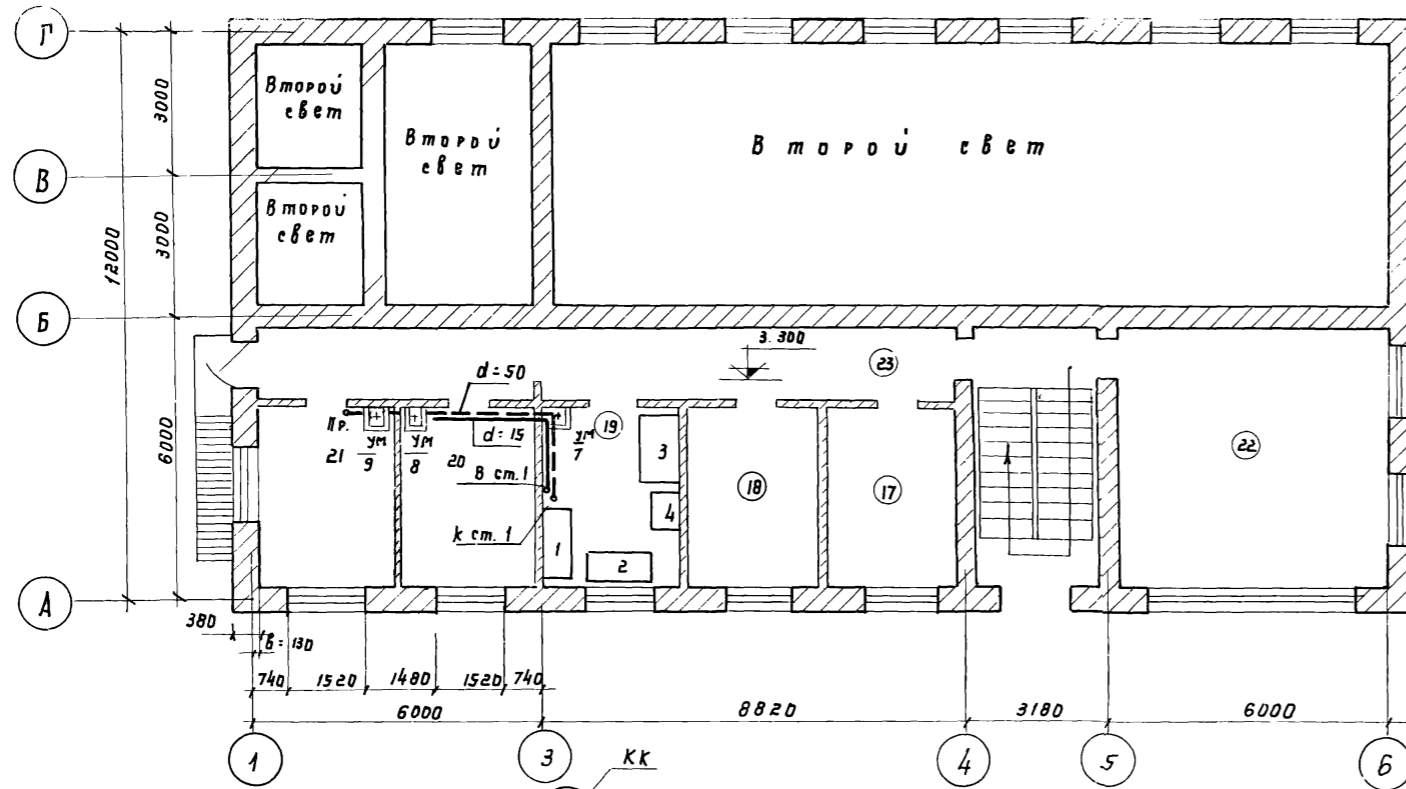 Г
Второй
свет
Второй
свет
Второй свет
3000
В
Второй
свет
12000
3000
Б
3.300
23
d=50
Пр.
21
УМ
9
УМ
8
d=15
20
УМ
7
19
3
В ст.1
4
18
17
22
к ст. 1
1
2
6000
А
380
в=130
740
1520
1480
1520
740
6000
8820
3180
6000
1
3
4
5
6
КК